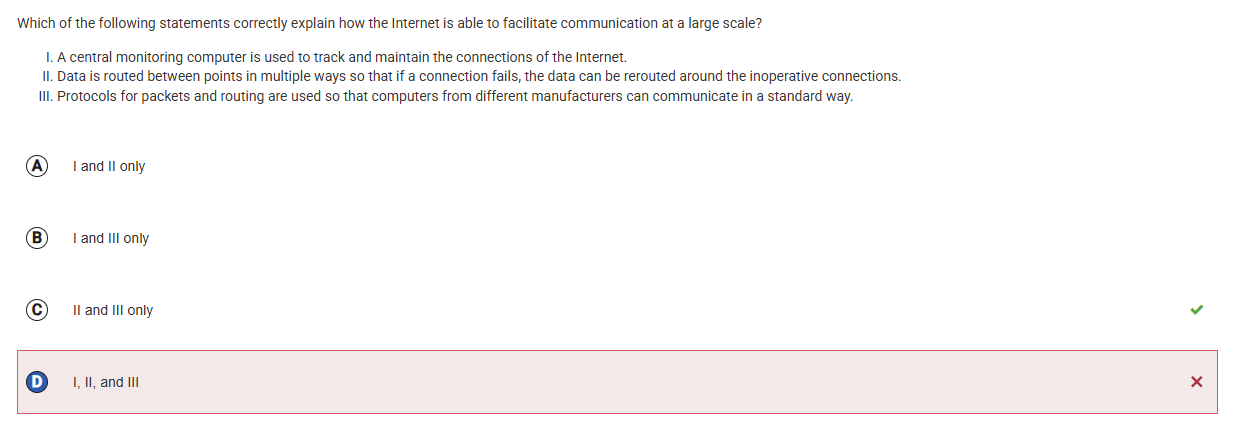 Which of the following statements correctly explain how the Internet is able to facilitate communication at a large scale?
I. A central monitoring computer is used to track and maintain the connections of the Internet.
II. Data is routed between points in multiple ways so that if a connection fails, the data can be rerouted around the inoperative connections.
III. Protocols for packets and routing are used so that computers from different manufacturers can communicate in a standard way.
A I and II only
B I and III only
C II and III only
D I, II, and III